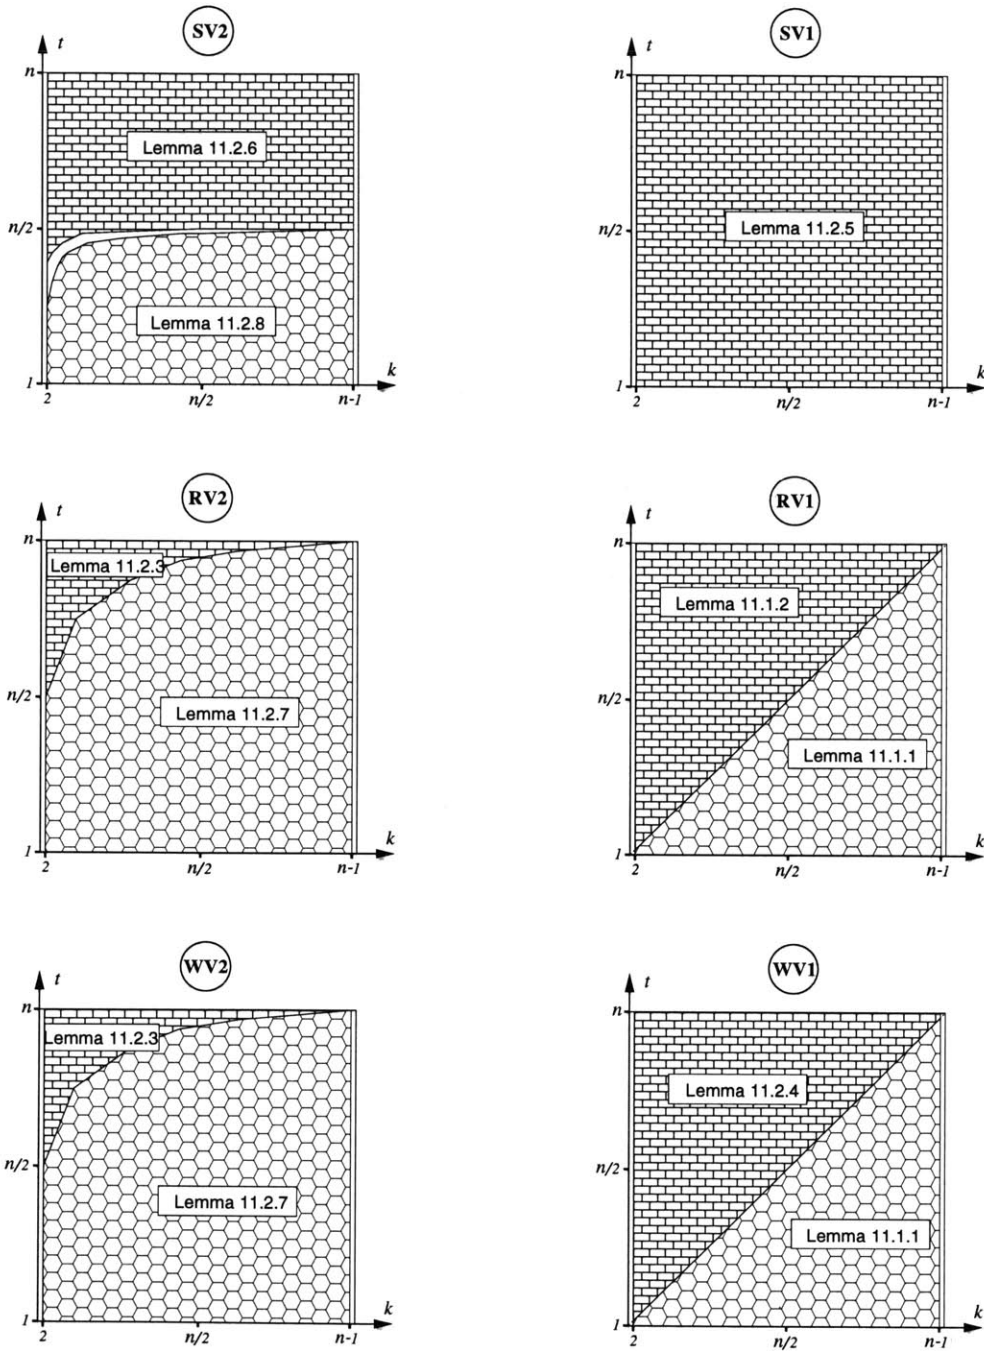 SV2
t
n
Lemma 11.2.6
n/2
Lemma 11.2.8
k
1
2
n/2
n-1
SV1
t
n
n/2
Lemma 11.2.5
k
1
2
n/2
n-1
RV2
t
n
Lemma 11.2.3
n/2
Lemma 11.2.7
k
1
2
n/2
n-1
RV1
t
n
Lemma 11.1.2
n/2
Lemma 11.1.1
k
1
2
n/2
n-1
WV2
t
n
Lemma 11.2.3
n/2
Lemma 11.2.7
k
1
2
n/2
n-1
WV1
t
n
Lemma 11.2.4
n/2
Lemma 11.1.1
k
1
2
n/2
n-1